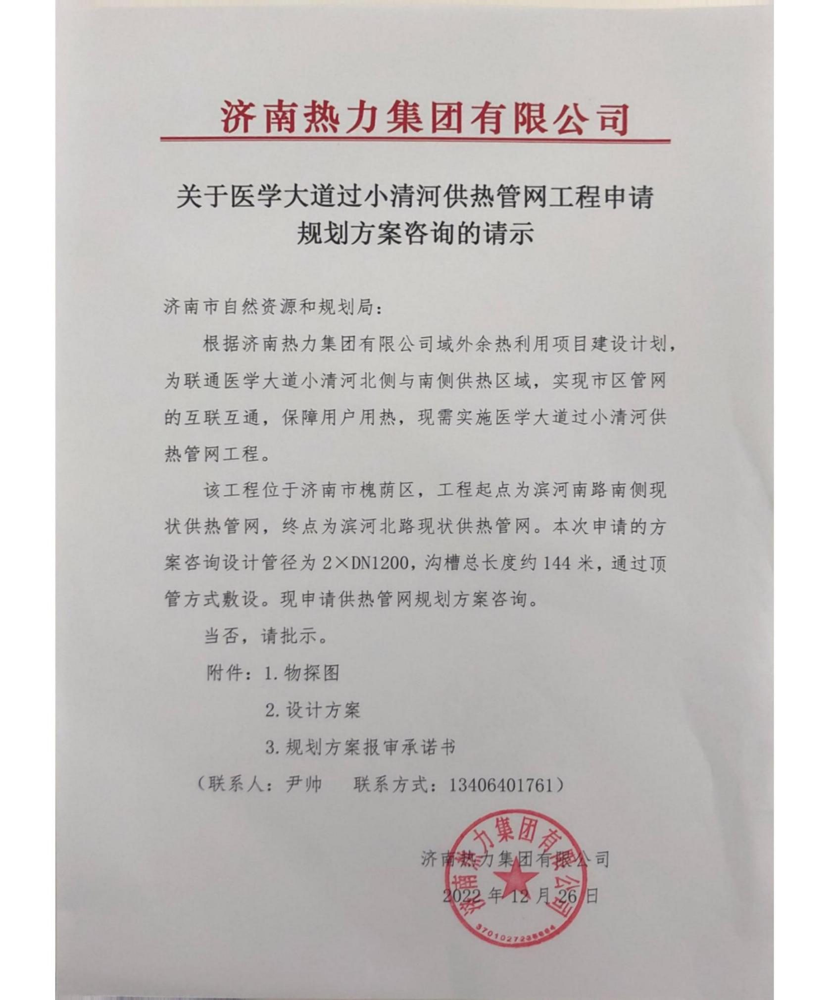 济南热力集团有限公司
关于医学大道过小清河供热管网工程申请
规划方案咨询的请示
济南市自然资源和规划局：
根据济南热力集团有限公司域外余热利用项目建设计划，
为联通医学大道小清河北侧与南侧供热区域，实现市区管网
的互联互通，保障用户用热，现需实施医学大道过小清河供
热管网工程。
该工程位于济南市槐荫区，工程起点为滨河南路南侧现
状供热管网，终点为滨河北路现状供热管网。本次申请的方
案咨询设计管径为2×DN1200，沟槽总长度约144米，通过顶
管方式敷设。现申请供热管网规划方案咨询。
当否，请批示。
附件：1.物探图
2.设计方案
3.规划方案报审承诺书
（联系人：尹帅 联系方式：13406401761）
济南热力集团有限公司
2022年12月26日
济南热力集团有限公司